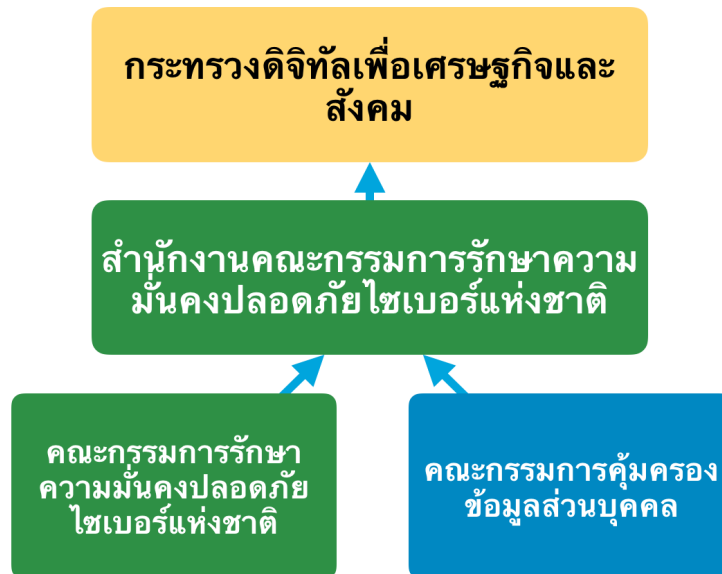 กระทรวงดิจิทัลเพื่อเศรษฐกิจและ
สังคม
สำนักงานคณะกรรมการรักษาความ
มั่นคงปลอดภัยไซเบอร์แห่งชาติ
คณะกรรมการรักษา
ความมั่นคงปลอดภัย
ไซเบอร์แห่งชาติ
คณะกรรมการคุ้มครอง
ข้อมูลส่วนบุคคล